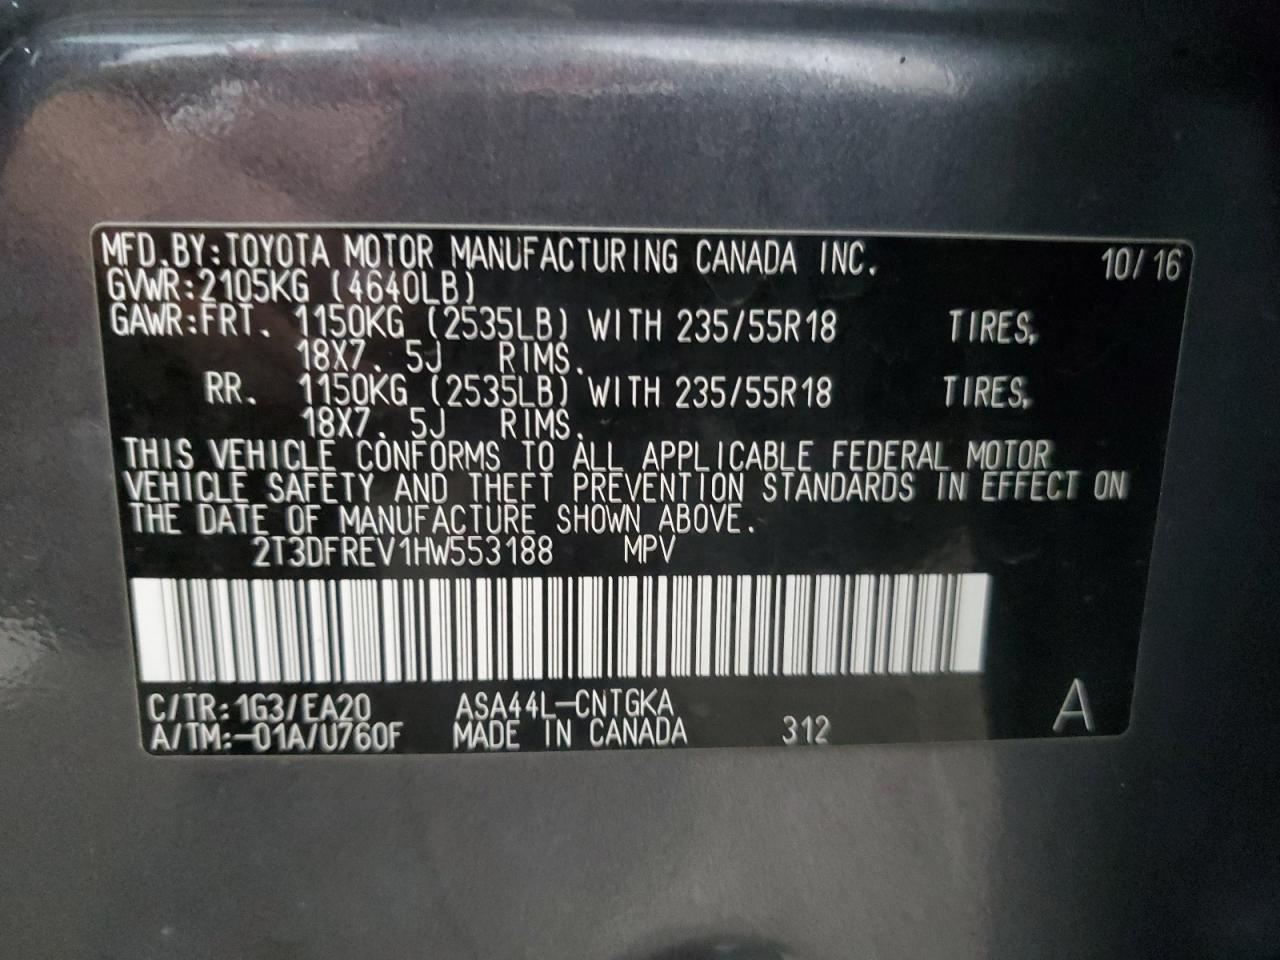 MFD.BY:TOYOTA MOTOR MANUFACTURING CANADA INC. 10/16
GVWR:2105KG (4640LB)
GAWR:FRT. 1150KG (2535LB) WITH 235/55R18 TIRES,
18X7.5J RIMS.
RR. 1150KG (2535LB) WITH 235/55R18 TIRES,
18X7.5J RIMS.
THIS VEHICLE CONFORMS TO ALL APPLICABLE FEDERAL MOTOR
VEHICLE SAFETY AND THEFT PREVENTION STANDARDS IN EFFECT ON
THE DATE OF MANUFACTURE SHOWN ABOVE.
2T3DFREV1HW553188 MPV
C/TR:1G3/EA20 ASA44L-CNTGKA
A/TM:-01A/U760F MADE IN CANADA 312 A